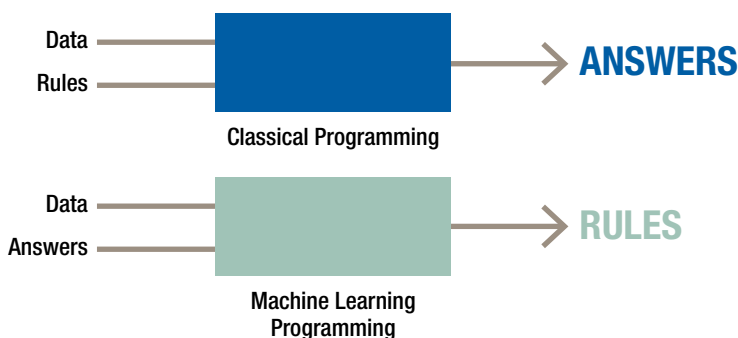 Data
Rules
ANSWERS
Classical Programming
Data
Answers
RULES
Machine Learning
Programming